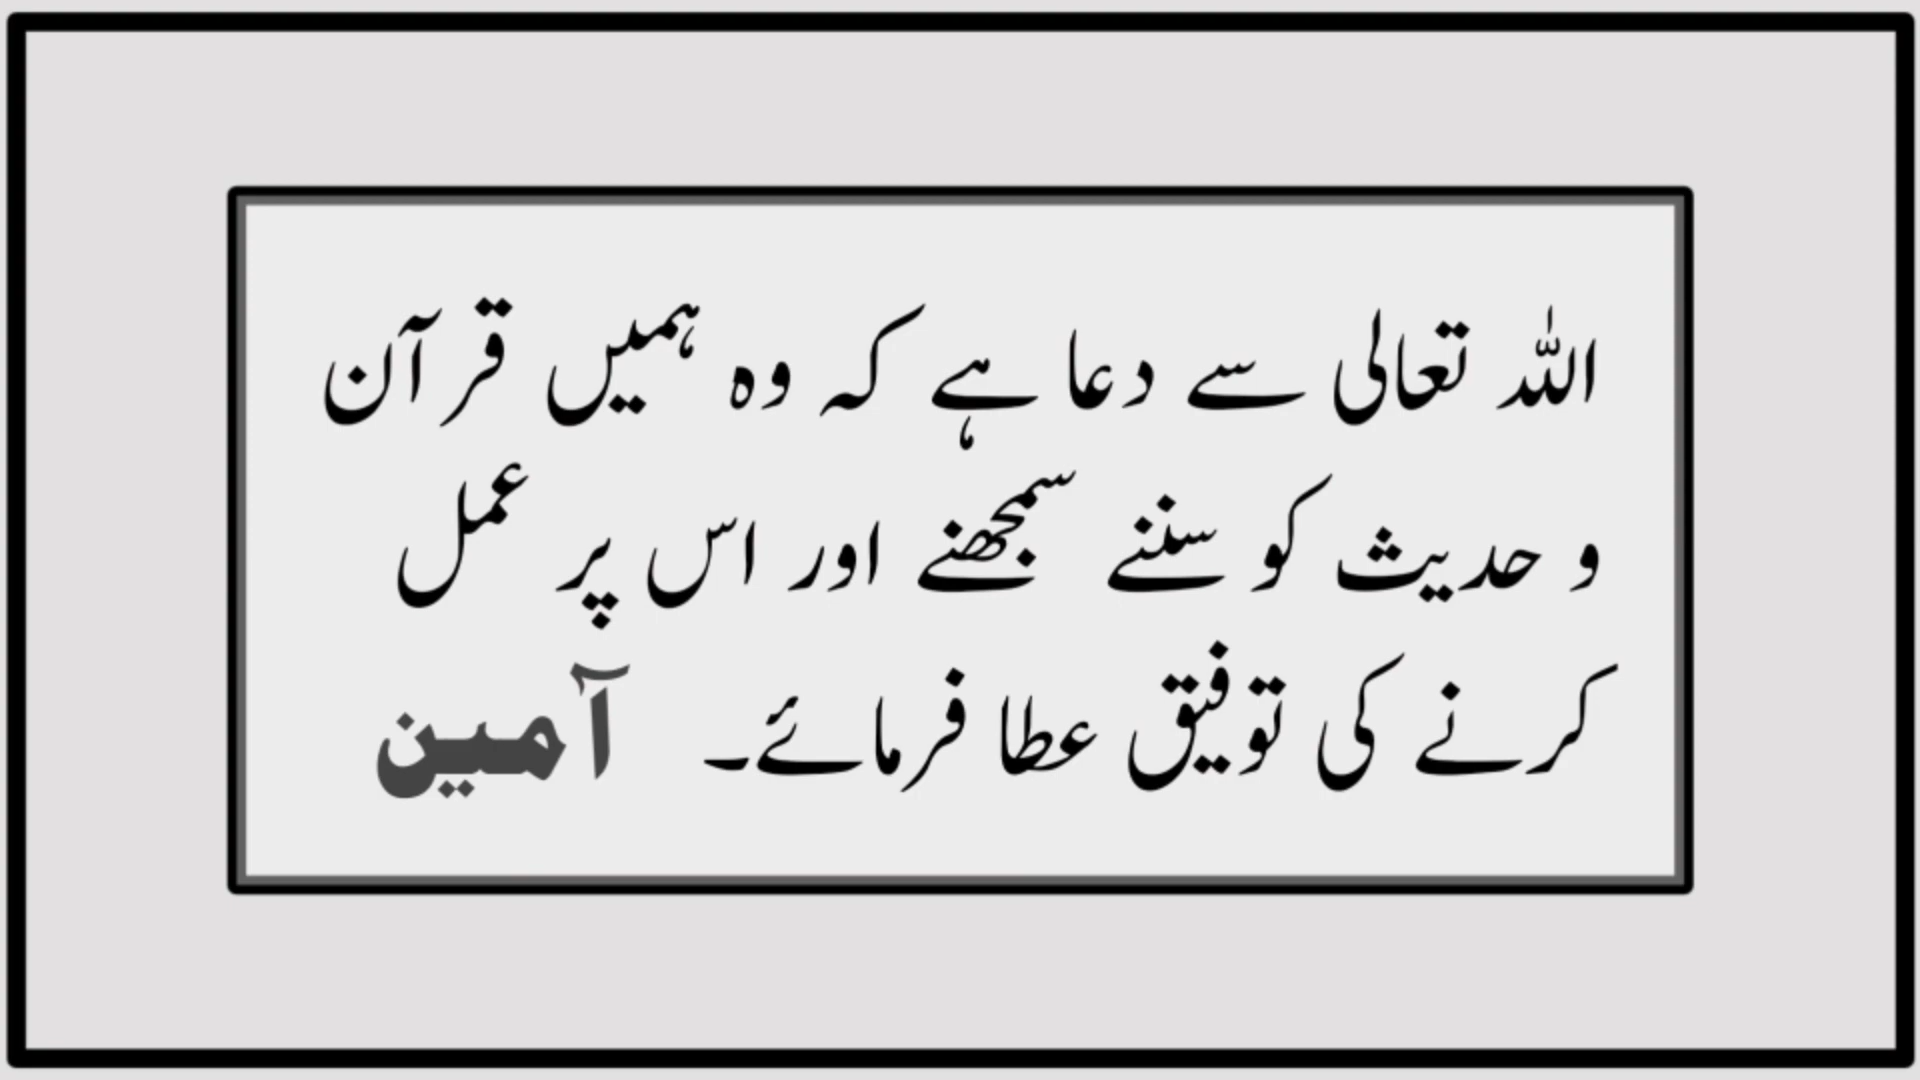 اللہ تعالی سے دعا ہے کہ وہ ہمیں قرآن
و حدیث کو سننے سمجھنے اور اس پر عمل
کرنے کی توفیق عطا فرمائے۔ آمین